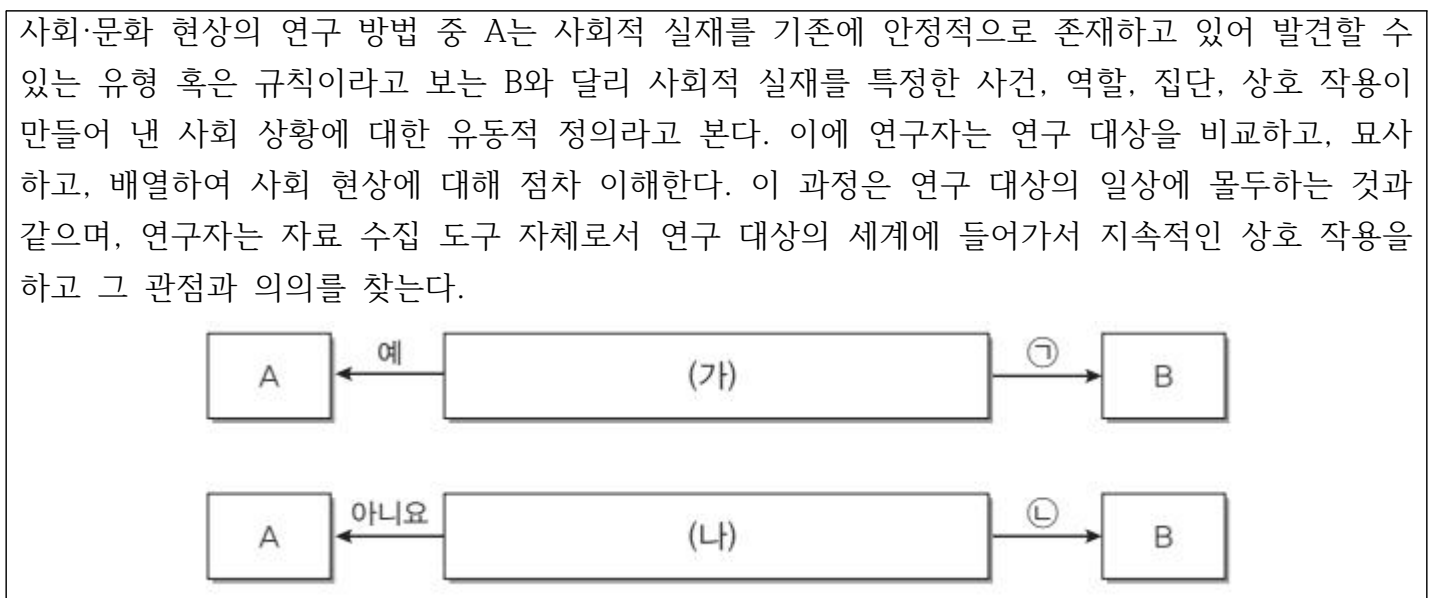 사회·문화 현상의 연구 방법 중 A는 사회적 실재를 기존에 안정적으로 존재하고 있어 발견할 수
있는 유형 혹은 규칙이라고 보는 B와 달리 사회적 실재를 특정한 사건, 역할, 집단, 상호 작용이
만들어 낸 사회 상황에 대한 유동적 정의라고 본다. 이에 연구자는 연구 대상을 비교하고, 묘사
하고, 배열하여 사회 현상에 대해 점차 이해한다. 이 과정은 연구 대상의 일상에 몰두하는 것과
같으며, 연구자는 자료 수집 도구 자체로서 연구 대상의 세계에 들어가서 지속적인 상호 작용을
하고 그 관점과 의의를 찾는다.
A 예 (가) ㉠ B
A 아니요 (나) ㉡ B